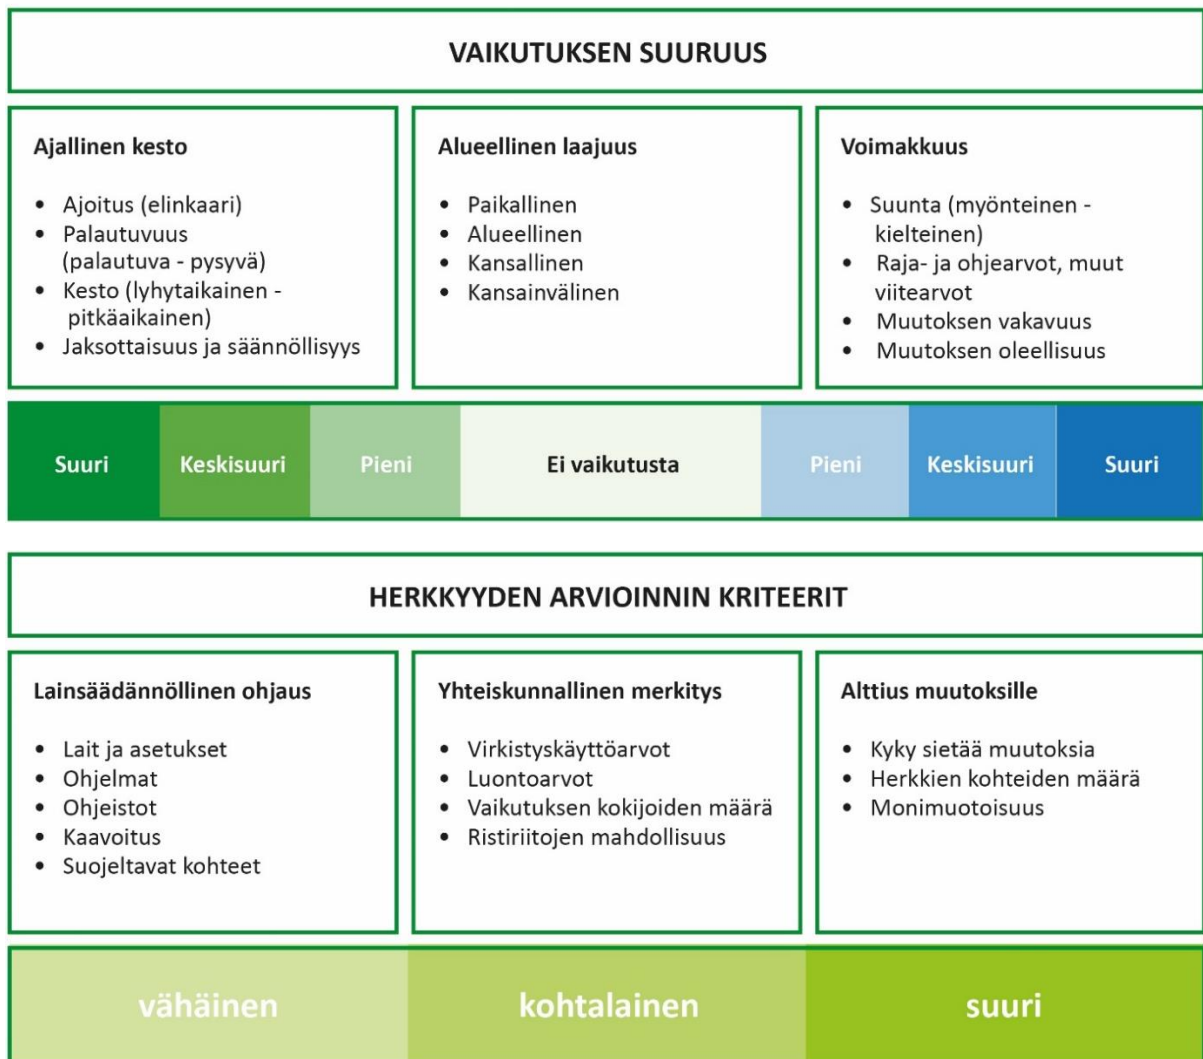 VAIKUTUKSEN SUURUUS
Ajallinen kesto
• Ajoitus (elinkaari)
• Palautuvuus
(palautuva - pysyvä)
• Kesto (lyhytaikainen -
pitkäaikainen)
• Jaksottaisuus ja säännöllisyys
Alueellinen laajuus
• Paikallinen
• Alueellinen
• Kansallinen
• Kansainvälinen
Voimakkuus
• Suunta (myönteinen -
kielteinen)
• Raja- ja ohjearvot, muut
viitearvot
• Muutoksen vakavuus
• Muutoksen oleellisuus
Suuri
Keskisuuri
Pieni
Ei vaikutusta
Pieni
Keskisuuri
Suuri
HERKKYYDEN ARVIOINNIN KRITEERIT
Lainsäädännöllinen ohjaus
• Lait ja asetukset
• Ohjelmat
• Ohjeistot
• Kaavoitus
• Suojeltavat kohteet
Yhteiskunnallinen merkitys
• Virkistyskäyttöarvot
• Luontoarvot
• Vaikutuksen kokijoiden määrä
• Ristiriitojen mahdollisuus
Alttius muutoksille
• Kyky sietää muutoksia
• Herkkien kohteiden määrä
• Monimuotoisuus
vähäinen
kohtalainen
suuri